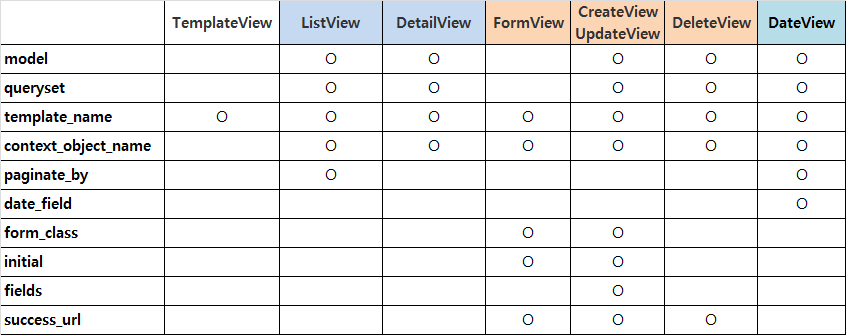 TemplateView ListView DetailView FormView CreateView UpdateView DeleteView DateView
model O O O O O
queryset O O O O O
template_name O O O O O O O
context_object_name O O O O O O
paginate_by O O
date_field O
form_class O O
initial O O
fields O
success_url O O O